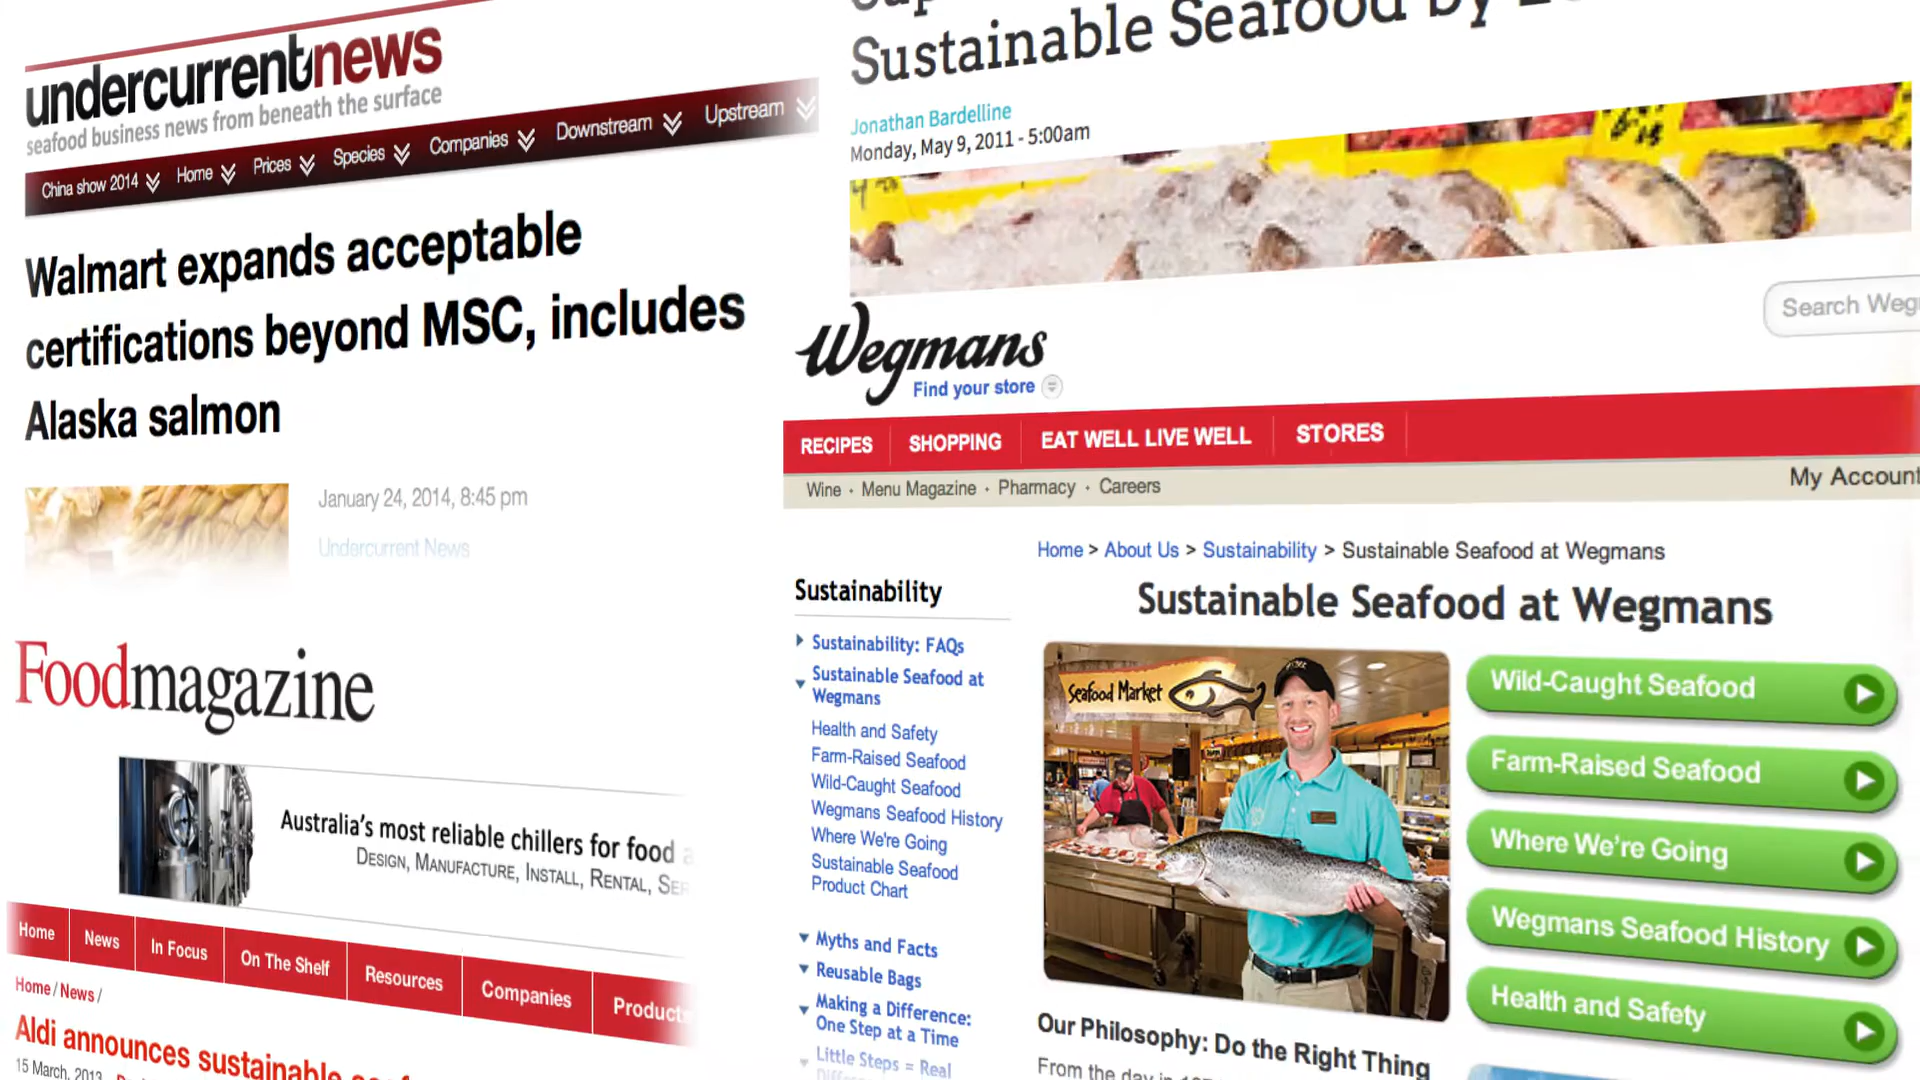 undercurrentnews
seafood business news from beneath the surface
China show 2014
Home
Prices
Species
Companies
Downstream
Upstream
Walmart expands acceptable
certifications beyond MSC, includes
Alaska salmon
January 24, 2014, 8:45 pm
Undercurrent News
Sustainable Seafood by
Jonathan Bardelline
Monday, May 9, 2011 - 5:00am
Wegmans
Find your store
Search Weg
RECIPES
SHOPPING
EAT WELL LIVE WELL
STORES
Wine · Menu Magazine · Pharmacy · Careers
My Account
Home > About Us > Sustainability > Sustainable Seafood at Wegmans
Sustainability
Sustainability: FAQs
Sustainable Seafood at
Wegmans
Health and Safety
Farm-Raised Seafood
Wild-Caught Seafood
Wegmans Seafood History
Where We're Going
Sustainable Seafood
Product Chart
Myths and Facts
Reusable Bags
Making a Difference:
One Step at a Time
Little Steps = Real
Sustainable Seafood at Wegmans
Seafood Market
Wild-Caught Seafood
Farm-Raised Seafood
Where We're Going
Wegmans Seafood History
Health and Safety
Our Philosophy: Do the Right Thing
From the day in
Foodmagazine
Australia's most reliable chillers for food
DESIGN, MANUFACTURE, INSTALL, RENTAL, SER
Home
News
In Focus
On The Shelf
Resources
Companies
Products
Home / News /
Aldi announces sustainable
15 March, 2013